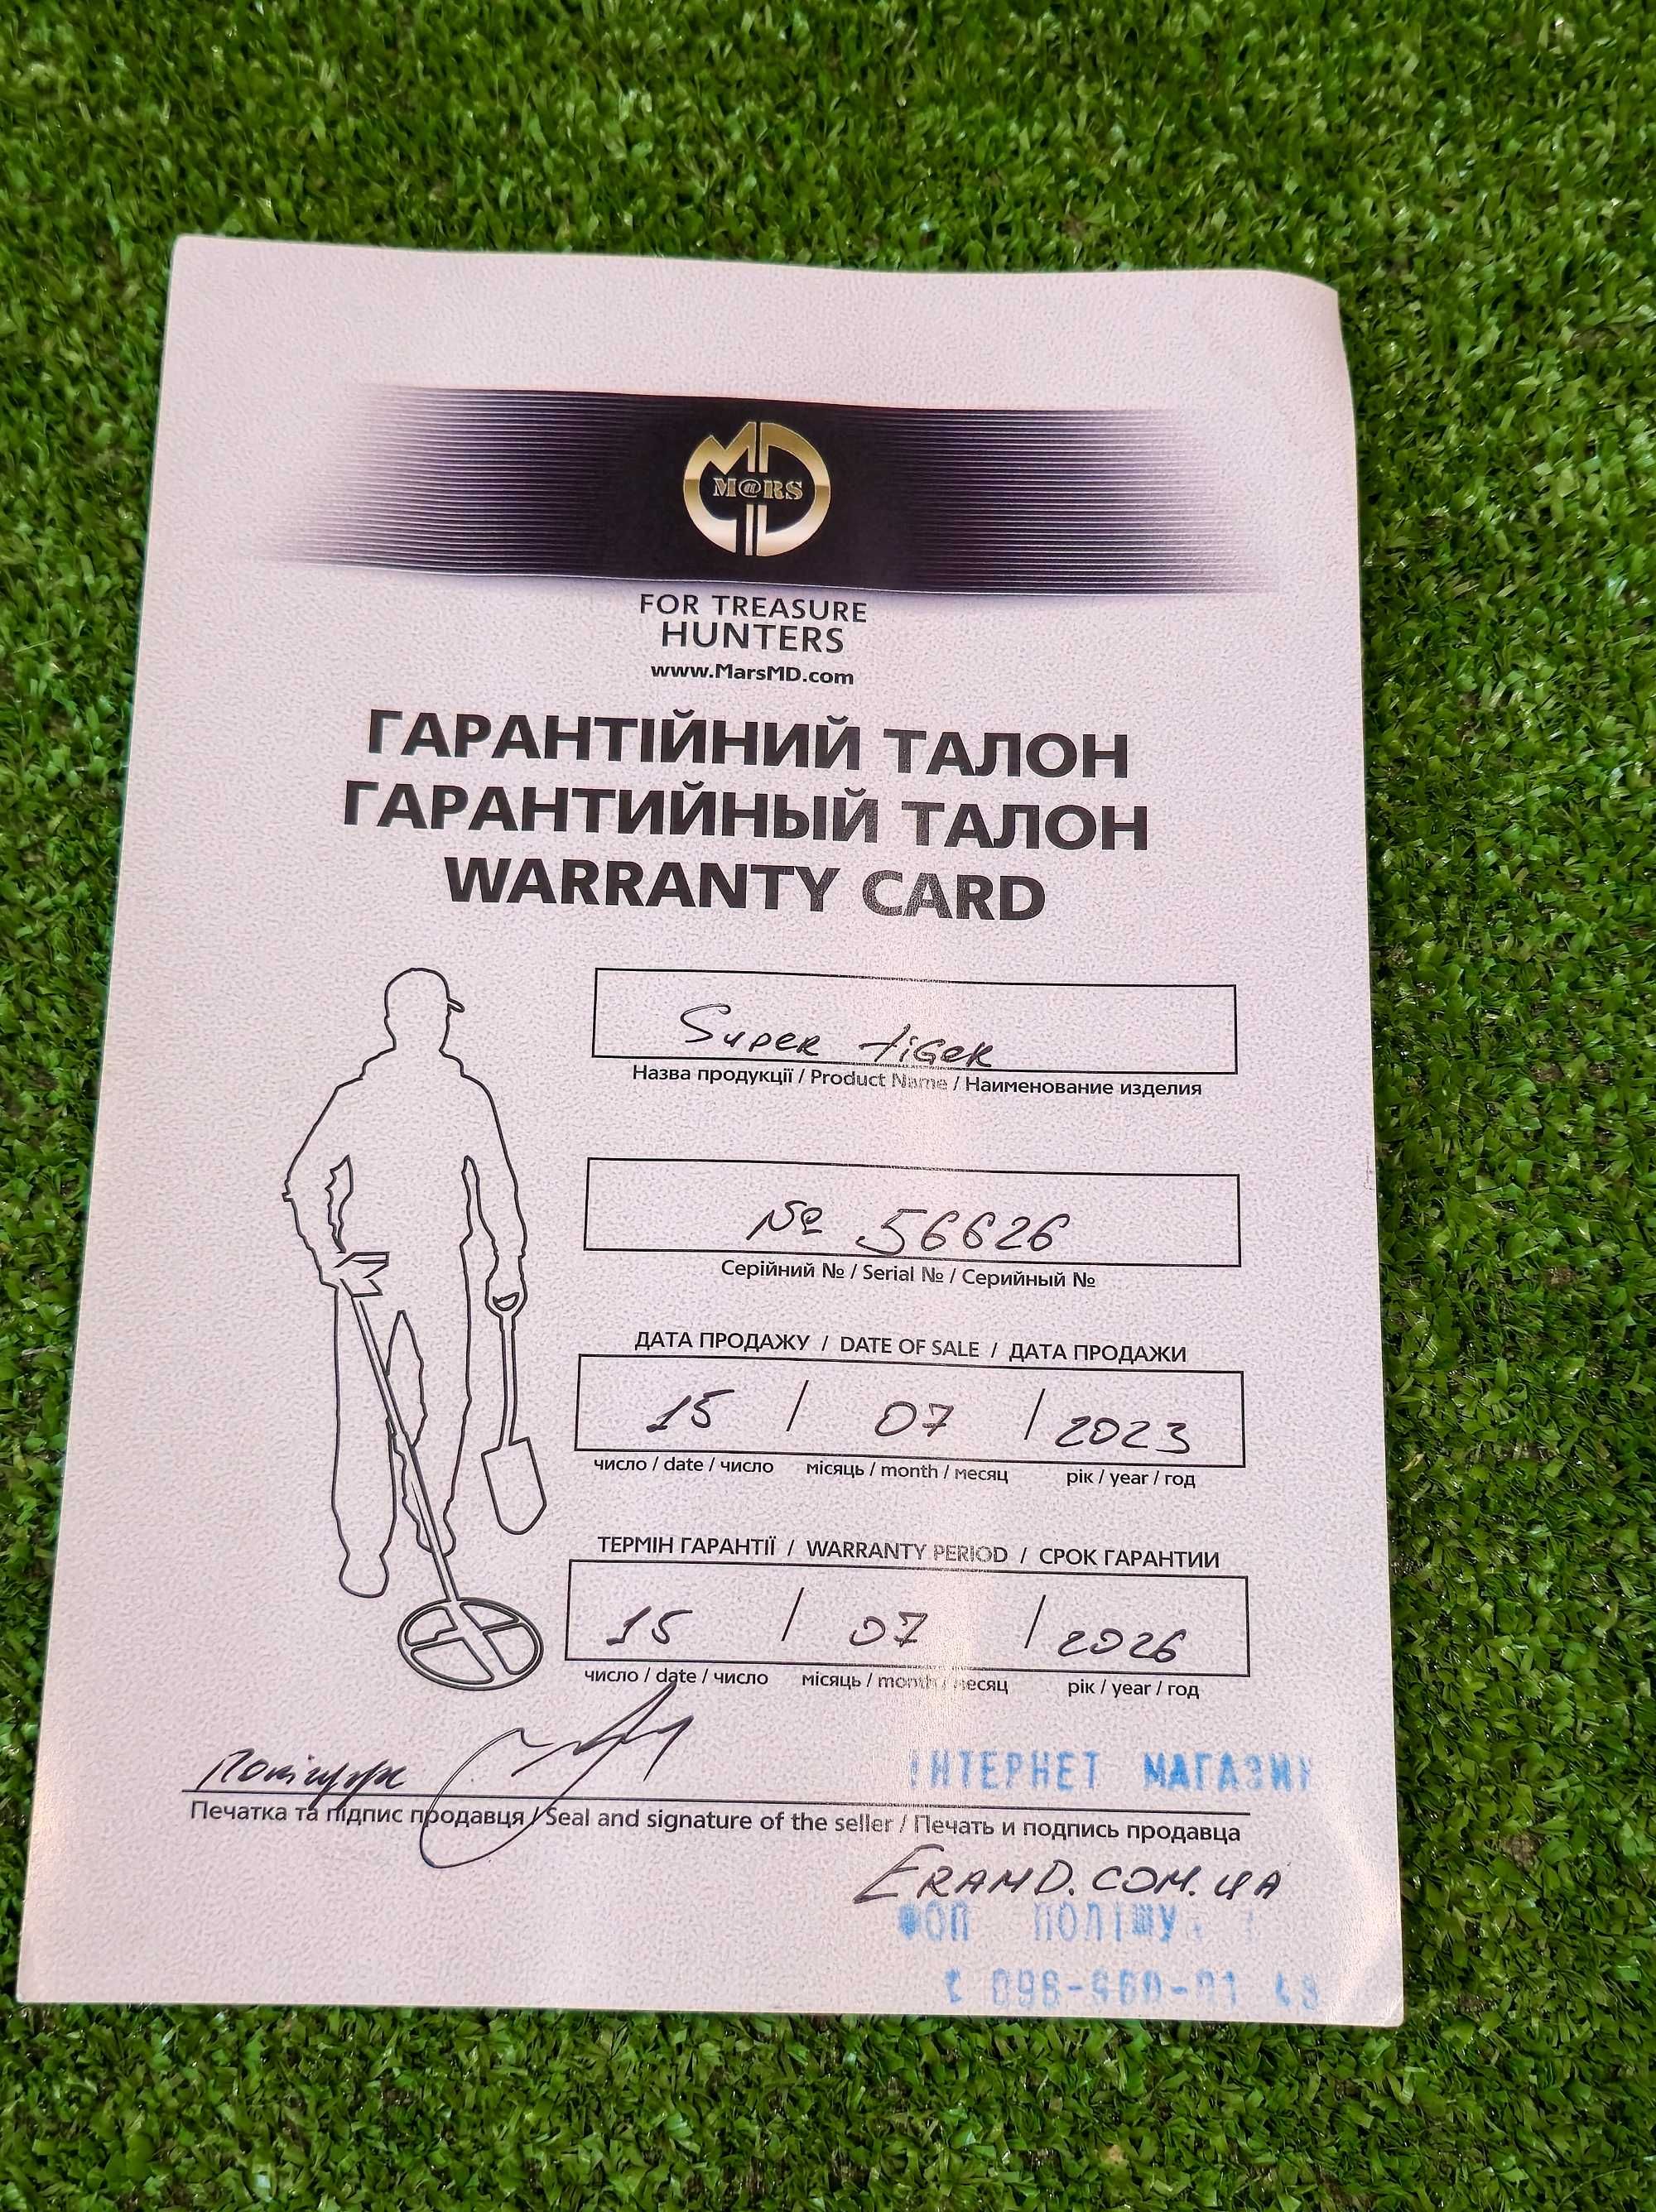 MD
M@RS
FOR TREASURE
HUNTERS
www.MarsMD.com
ГАРАНТІЙНИЙ ТАЛОН
ГАРАНТИЙНЫЙ ТАЛОН
WARRANTY CARD
Super tiger
Назва продукції / Product Name / Наименование изделия
№ 56626
Серійний № / Serial № / Серийный №
ДАТА ПРОДАЖУ / DATE OF SALE / ДАТА ПРОДАЖИ
15 / 07 / 2023
число / date / число місяць / month / месяц рік / year / год
ТЕРМІН ГАРАНТІЇ / WARRANTY PERIOD / СРОК ГАРАНТИИ
15 / 07 / 2026
число / date / число місяць / month / месяц рік / year / год
ІНТЕРНЕТ МАГАЗИН
Печатка та підпис продавця / Seal and signature of the seller / Печать и подпись продавца
ERAMD.COM.UA
ФОП